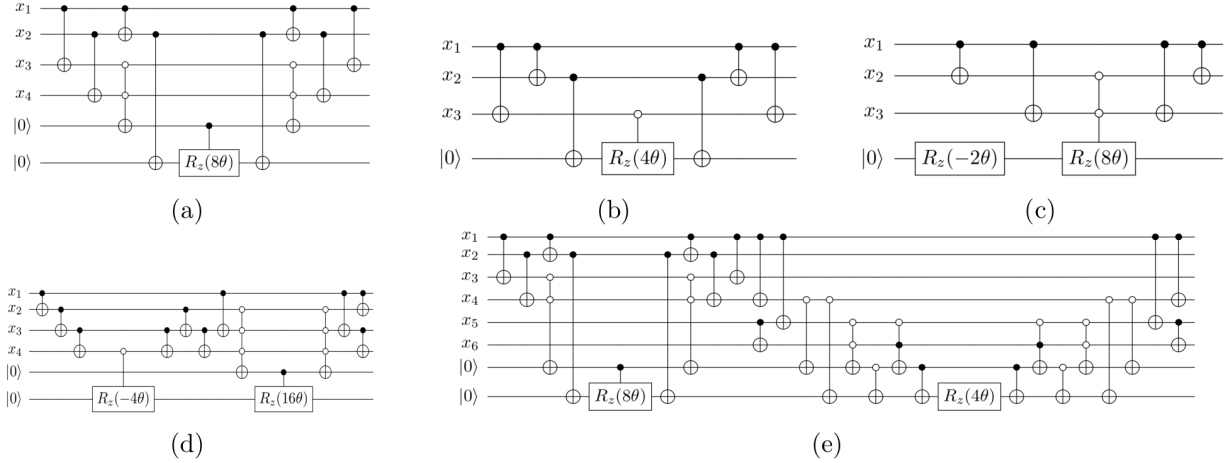 x₁
x₂
x₃
x₄
|0⟩
|0⟩
R_z(8θ)
(a)
x₁
x₂
x₃
|0⟩
R_z(4θ)
(b)
x₁
x₂
x₃
|0⟩
R_z(−2θ)
R_z(8θ)
(c)
x₁
x₂
x₃
x₄
|0⟩
|0⟩
R_z(−4θ)
R_z(16θ)
(d)
x₁
x₂
x₃
x₄
x₅
x₆
|0⟩
|0⟩
R_z(8θ)
R_z(4θ)
(e)